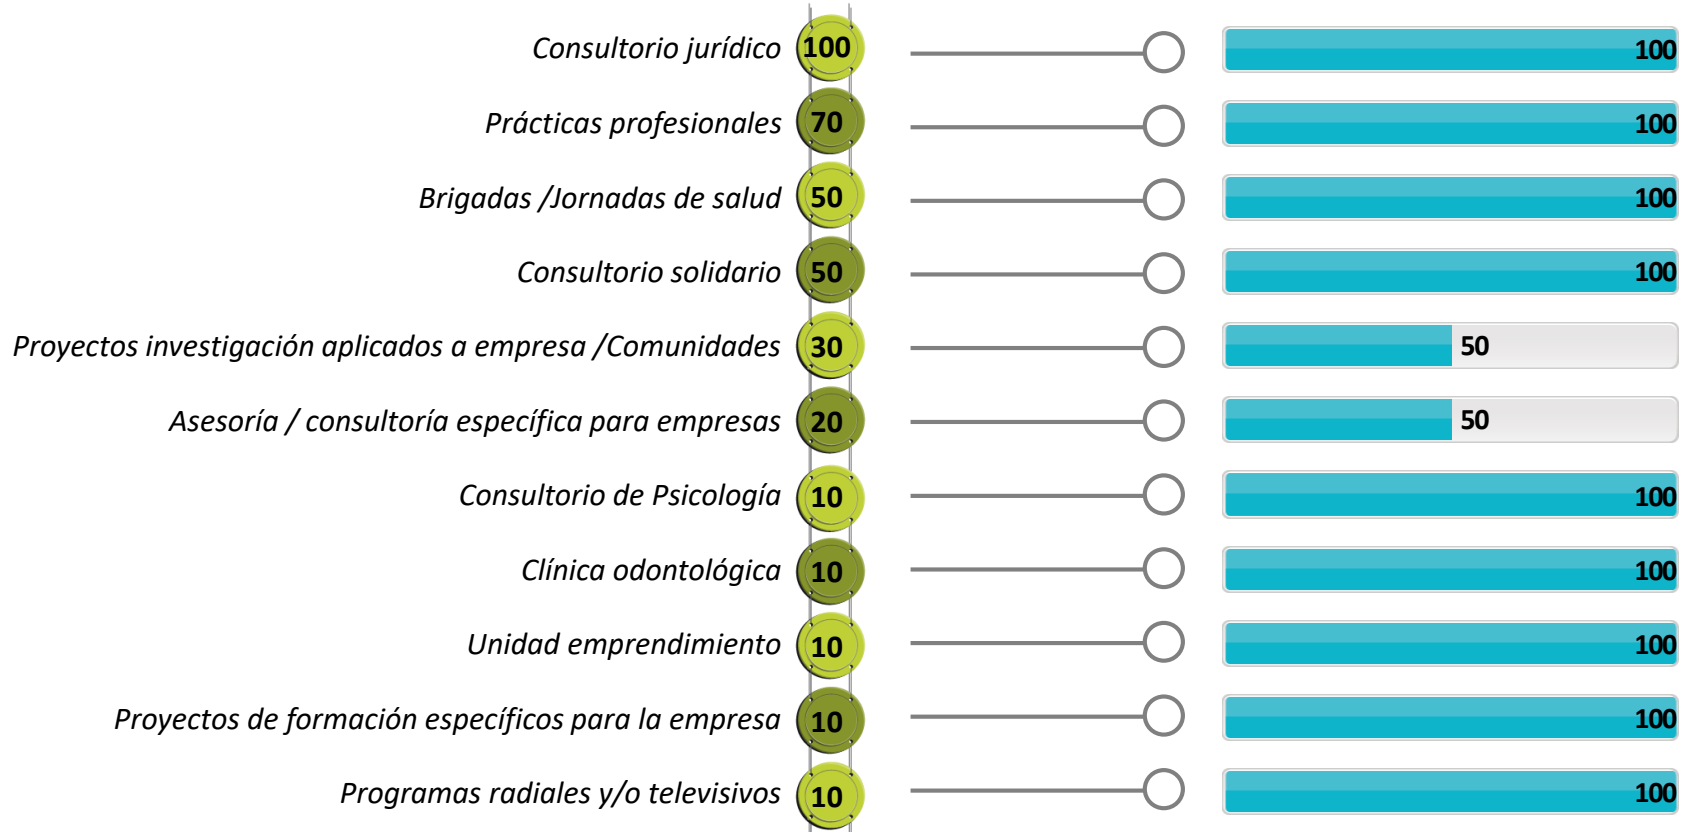 Consultorio jurídico 100 100
Prácticas profesionales 70 100
Brigadas /Jornadas de salud 50 100
Consultorio solidario 50 100
Proyectos investigación aplicados a empresa /Comunidades 30 50
Asesoría / consultoría específica para empresas 20 50
Consultorio de Psicología 10 100
Clínica odontológica 10 100
Unidad emprendimiento 10 100
Proyectos de formación específicos para la empresa 10 100
Programas radiales y/o televisivos 10 100